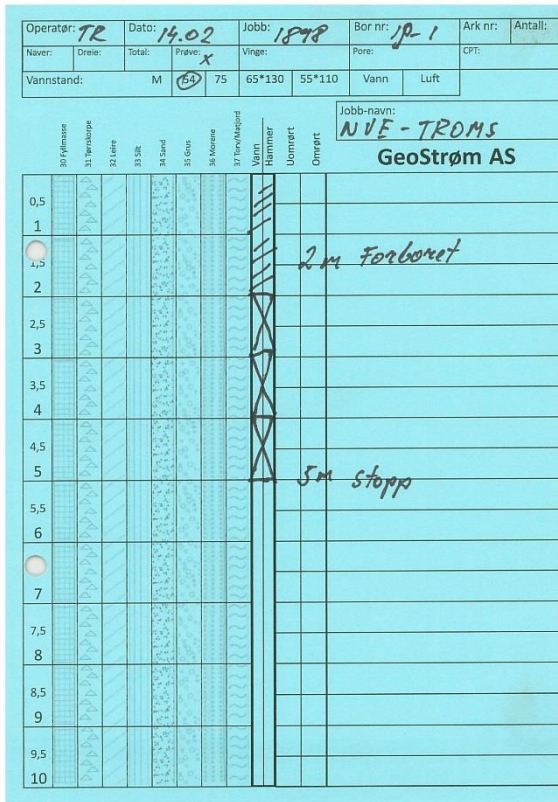 Operatør: TR Dato: 14.02 Jobb: 1898 Bor nr: 1P-1 Ark nr: Antall:
Naver: Dreie: Total: Prøve: X Vinge: Pore: CPT:
Vannstand: M 54 75 65*130 55*110 Vann Luft
Jobb-navn:
NVE - TROMS
GeoStrøm AS
30 Fyllmasse 31 Tørrskorpe 32 Leire 33 Silt 34 Sand 35 Grus 36 Morene 37 Torv/Matjord Vann Hammer Uomrørt Omrørt
0,5
1
1,5 2 m Forboret
2
2,5
3
3,5
4
4,5
5 5 m stopp
5,5
6
7
7,5
8
8,5
9
9,5
10